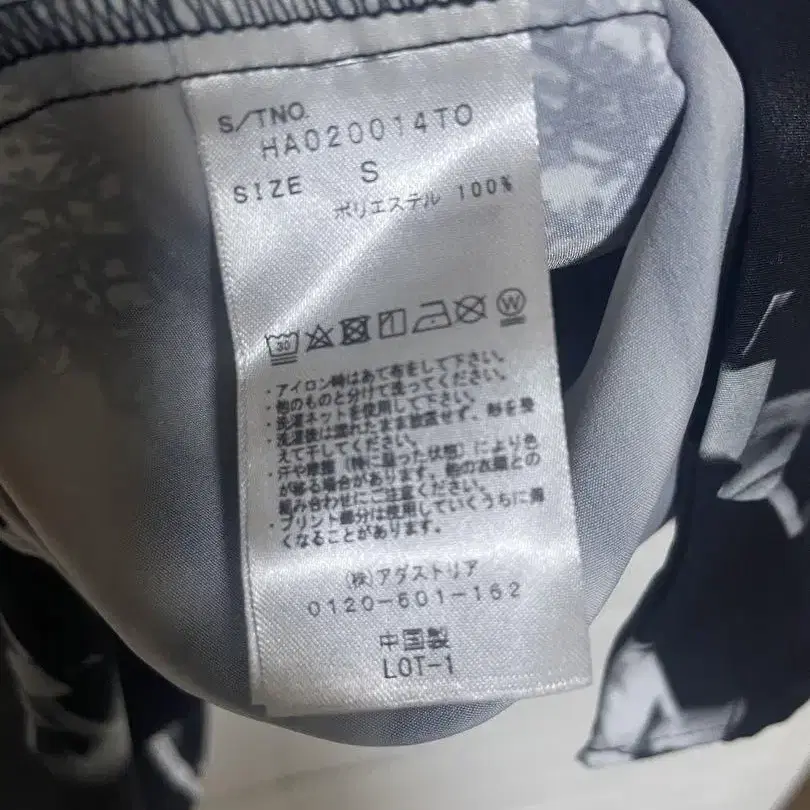 S/TNO.
HA020014TO
SIZE S
ポリエステル 100%
30
W
・アイロン時はあて布をして下さい。
・他のものと分けて洗ってください。
・洗濯ネットを使用して下さい。
・洗濯後は濡れたまま放置せず、形を整
えて干してください。
・汗や摩擦(特に湿った状態)により色
が移る場合があります。他の衣類との
組み合わせにご注意ください。
・プリント部分は使用していくうちに薄
くなることがあります。
(株)アダストリア
0120-601-162
中国製
LOT-1